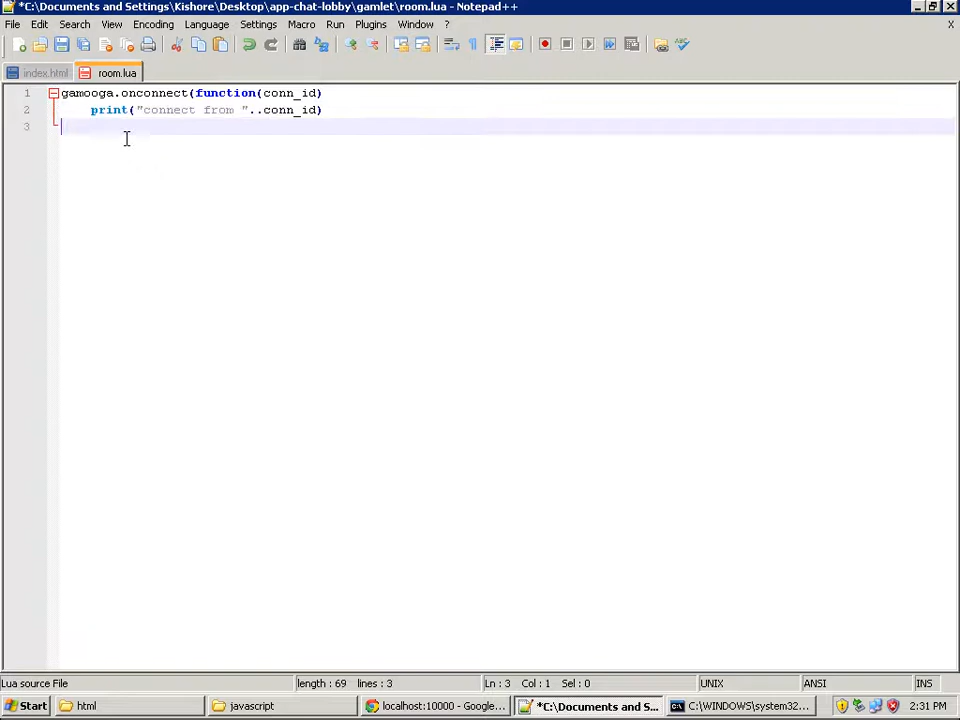 *C:\Documents and Settings\Kishore\Desktop\app-chat-lobby\gamlet\room.lua - Notepad++
File Edit Search View Encoding Language Settings Macro Run Plugins Window ? X
index.html room.lua
1 gamooga.onconnect(function(conn_id)
2 print("connect from "..conn_id)
3
Lua source File length : 69 lines : 3 Ln : 3 Col : 1 Sel : 0 UNIX ANSI INS
Start html javascript localhost:10000 - Google... *C:\Documents and S... C:\WINDOWS\system32... 2:31 PM